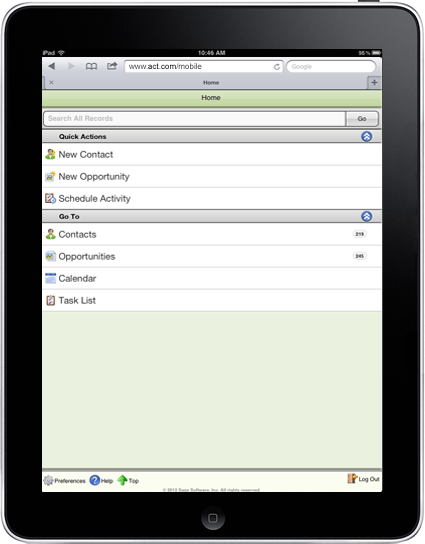 iPad 10:46 AM 95%
www.act.com/mobile Google
Home
Home
Search All Records Go
Quick Actions
New Contact
New Opportunity
Schedule Activity
Go To
Contacts 219
Opportunities 245
Calendar
Task List
Preferences Help Top Log Out
© 2013 Sage Software, Inc. All rights reserved.